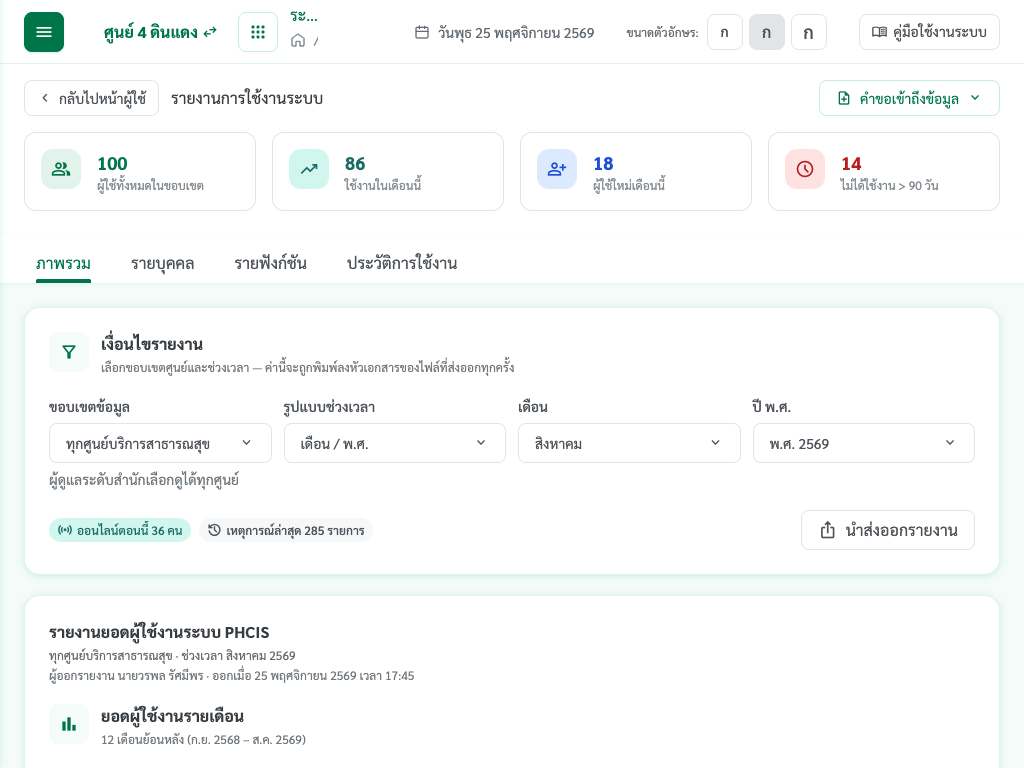 ศูนย์ 4 ดินแดง
ระ...
/
วันพุธ 25 พฤศจิกายน 2569
ขนาดตัวอักษร:
ก
ก
ก
คู่มือใช้งานระบบ
กลับไปหน้าผู้ใช้
รายงานการใช้งานระบบ
คำขอเข้าถึงข้อมูล
100
ผู้ใช้ทั้งหมดในขอบเขต
86
ใช้งานในเดือนนี้
18
ผู้ใช้ใหม่เดือนนี้
14
ไม่ได้ใช้งาน > 90 วัน
ภาพรวม
รายบุคคล
รายฟังก์ชัน
ประวัติการใช้งาน
เงื่อนไขรายงาน
เลือกขอบเขตศูนย์และช่วงเวลา — ค่านี้จะถูกพิมพ์ลงหัวเอกสารของไฟล์ที่ส่งออกทุกครั้ง
ขอบเขตข้อมูล
รูปแบบช่วงเวลา
เดือน
ปี พ.ศ.
ทุกศูนย์บริการสาธารณสุข
เดือน / พ.ศ.
สิงหาคม
พ.ศ. 2569
ผู้ดูแลระดับสำนักเลือกดูได้ทุกศูนย์
ออนไลน์ตอนนี้ 36 คน
เหตุการณ์ล่าสุด 285 รายการ
นำส่งออกรายงาน
รายงานยอดผู้ใช้งานระบบ PHCIS
ทุกศูนย์บริการสาธารณสุข · ช่วงเวลา สิงหาคม 2569
ผู้ออกรายงาน นายวรพล รัศมีพร · ออกเมื่อ 25 พฤศจิกายน 2569 เวลา 17:45
ยอดผู้ใช้งานรายเดือน
12 เดือนย้อนหลัง (ก.ย. 2568 – ส.ค. 2569)